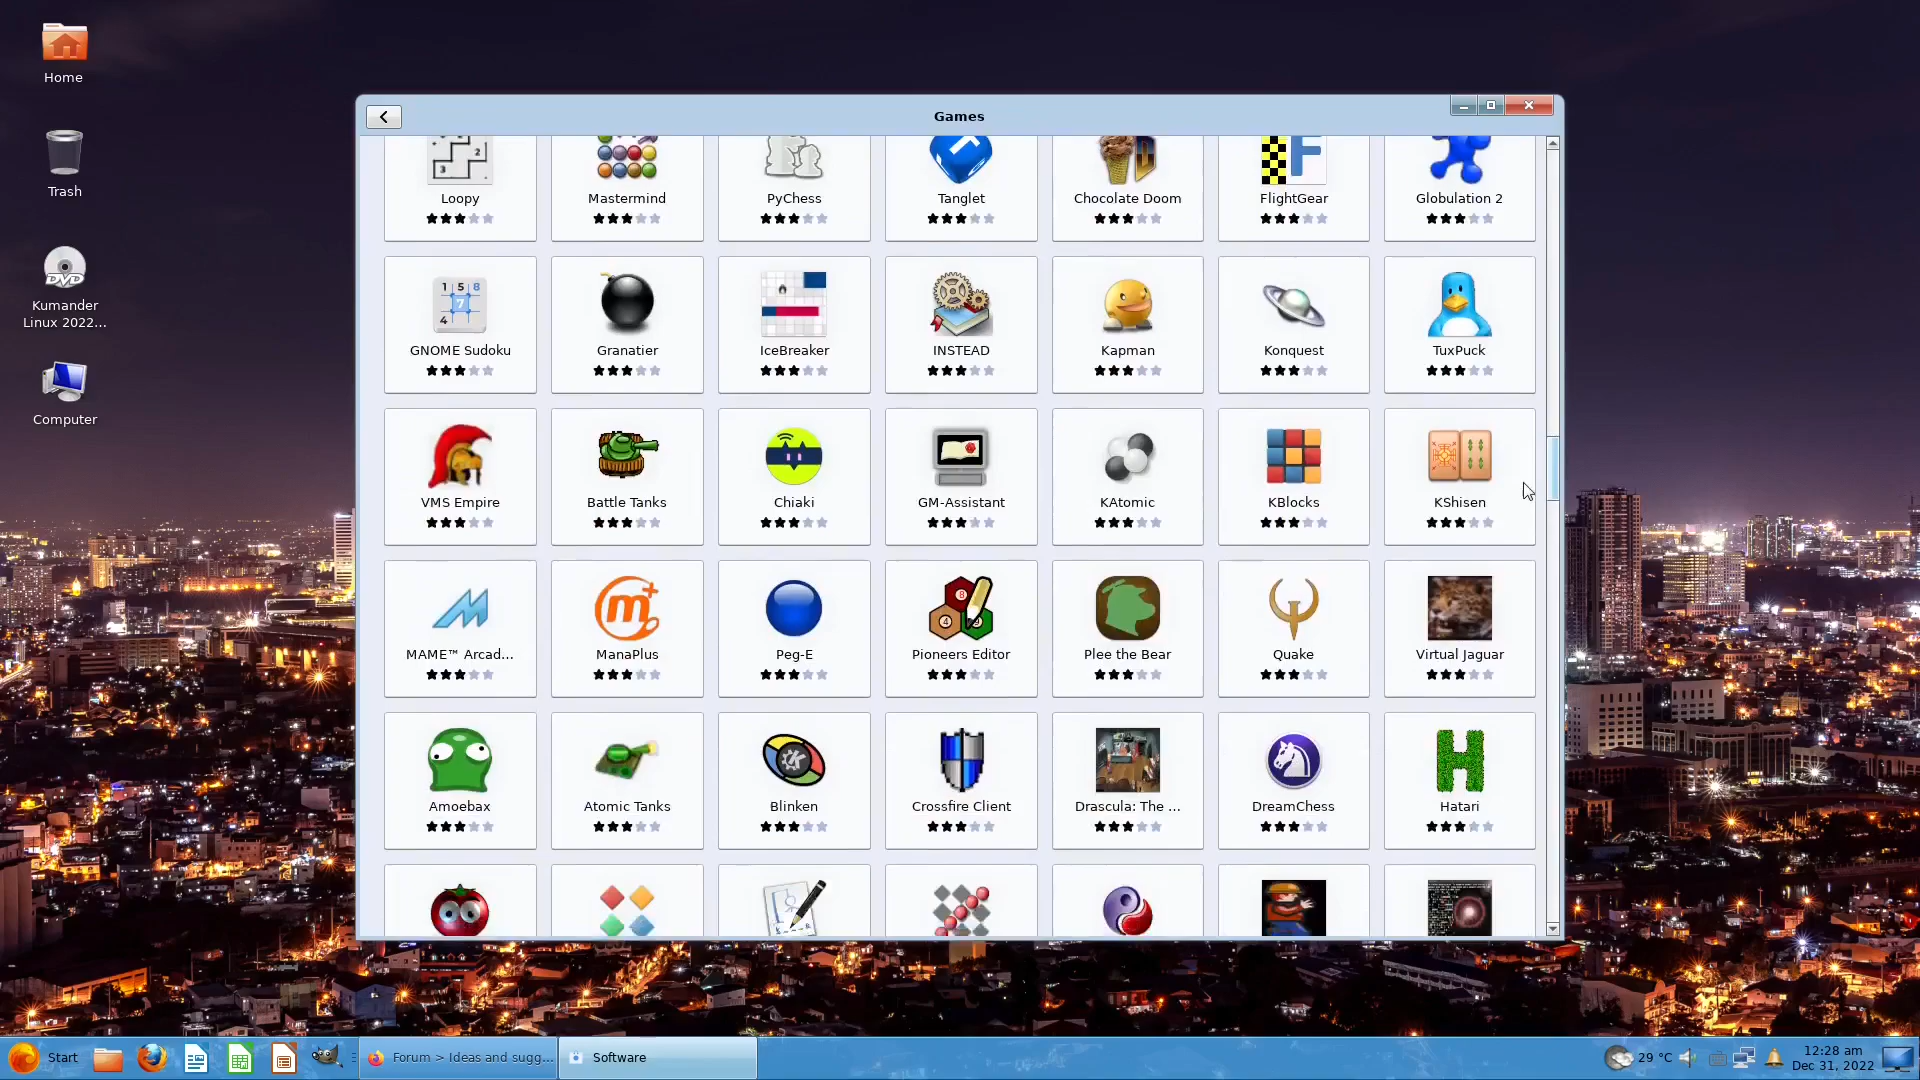 Home
Trash
Kumander
Linux 2022...
Computer
Games
Loopy
Mastermind
PyChess
Tanglet
Chocolate Doom
FlightGear
Globulation 2
GNOME Sudoku
Granatier
IceBreaker
INSTEAD
Kapman
Konquest
TuxPuck
VMS Empire
Battle Tanks
Chiaki
GM-Assistant
KAtomic
KBlocks
KShisen
MAME™ Arcad...
ManaPlus
Peg-E
Pioneers Editor
Plee the Bear
Quake
Virtual Jaguar
Amoebax
Atomic Tanks
Blinken
Crossfire Client
Drascula: The ...
DreamChess
Hatari
Start
Forum > Ideas and sugg...
Software
29 °C
12:28 am
Dec 31, 2022